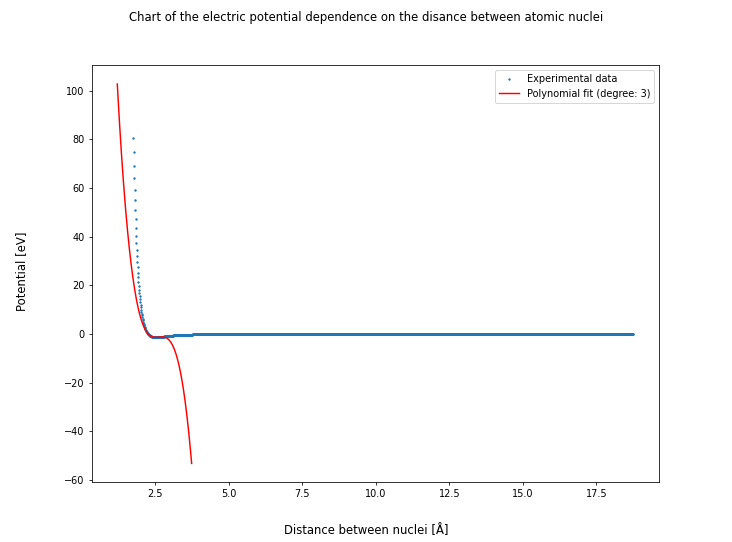 Chart of the electric potential dependence on the disance between atomic nuclei
Experimental data
Polynomial fit (degree: 3)
100
80
60
40
20
0
−20
−40
−60
Potential [eV]
2.5 5.0 7.5 10.0 12.5 15.0 17.5
Distance between nuclei [Å]